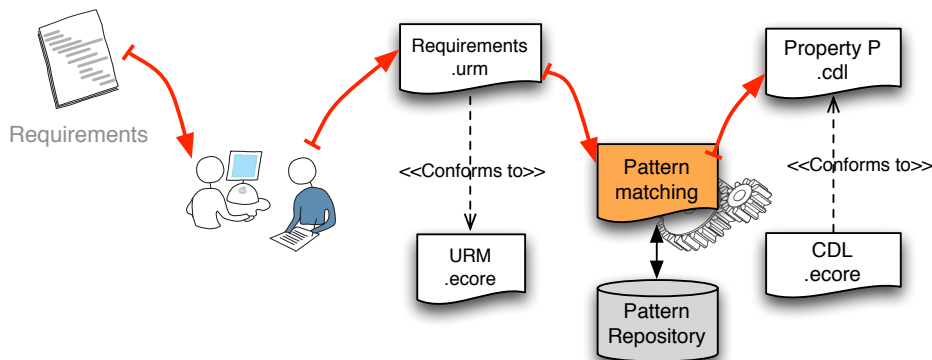 Requirements
Requirements
.urm
<<Conforms to>>
URM
.ecore
Pattern
matching
Pattern
Repository
Property P
.cdl
<<Conforms to>>
CDL
.ecore